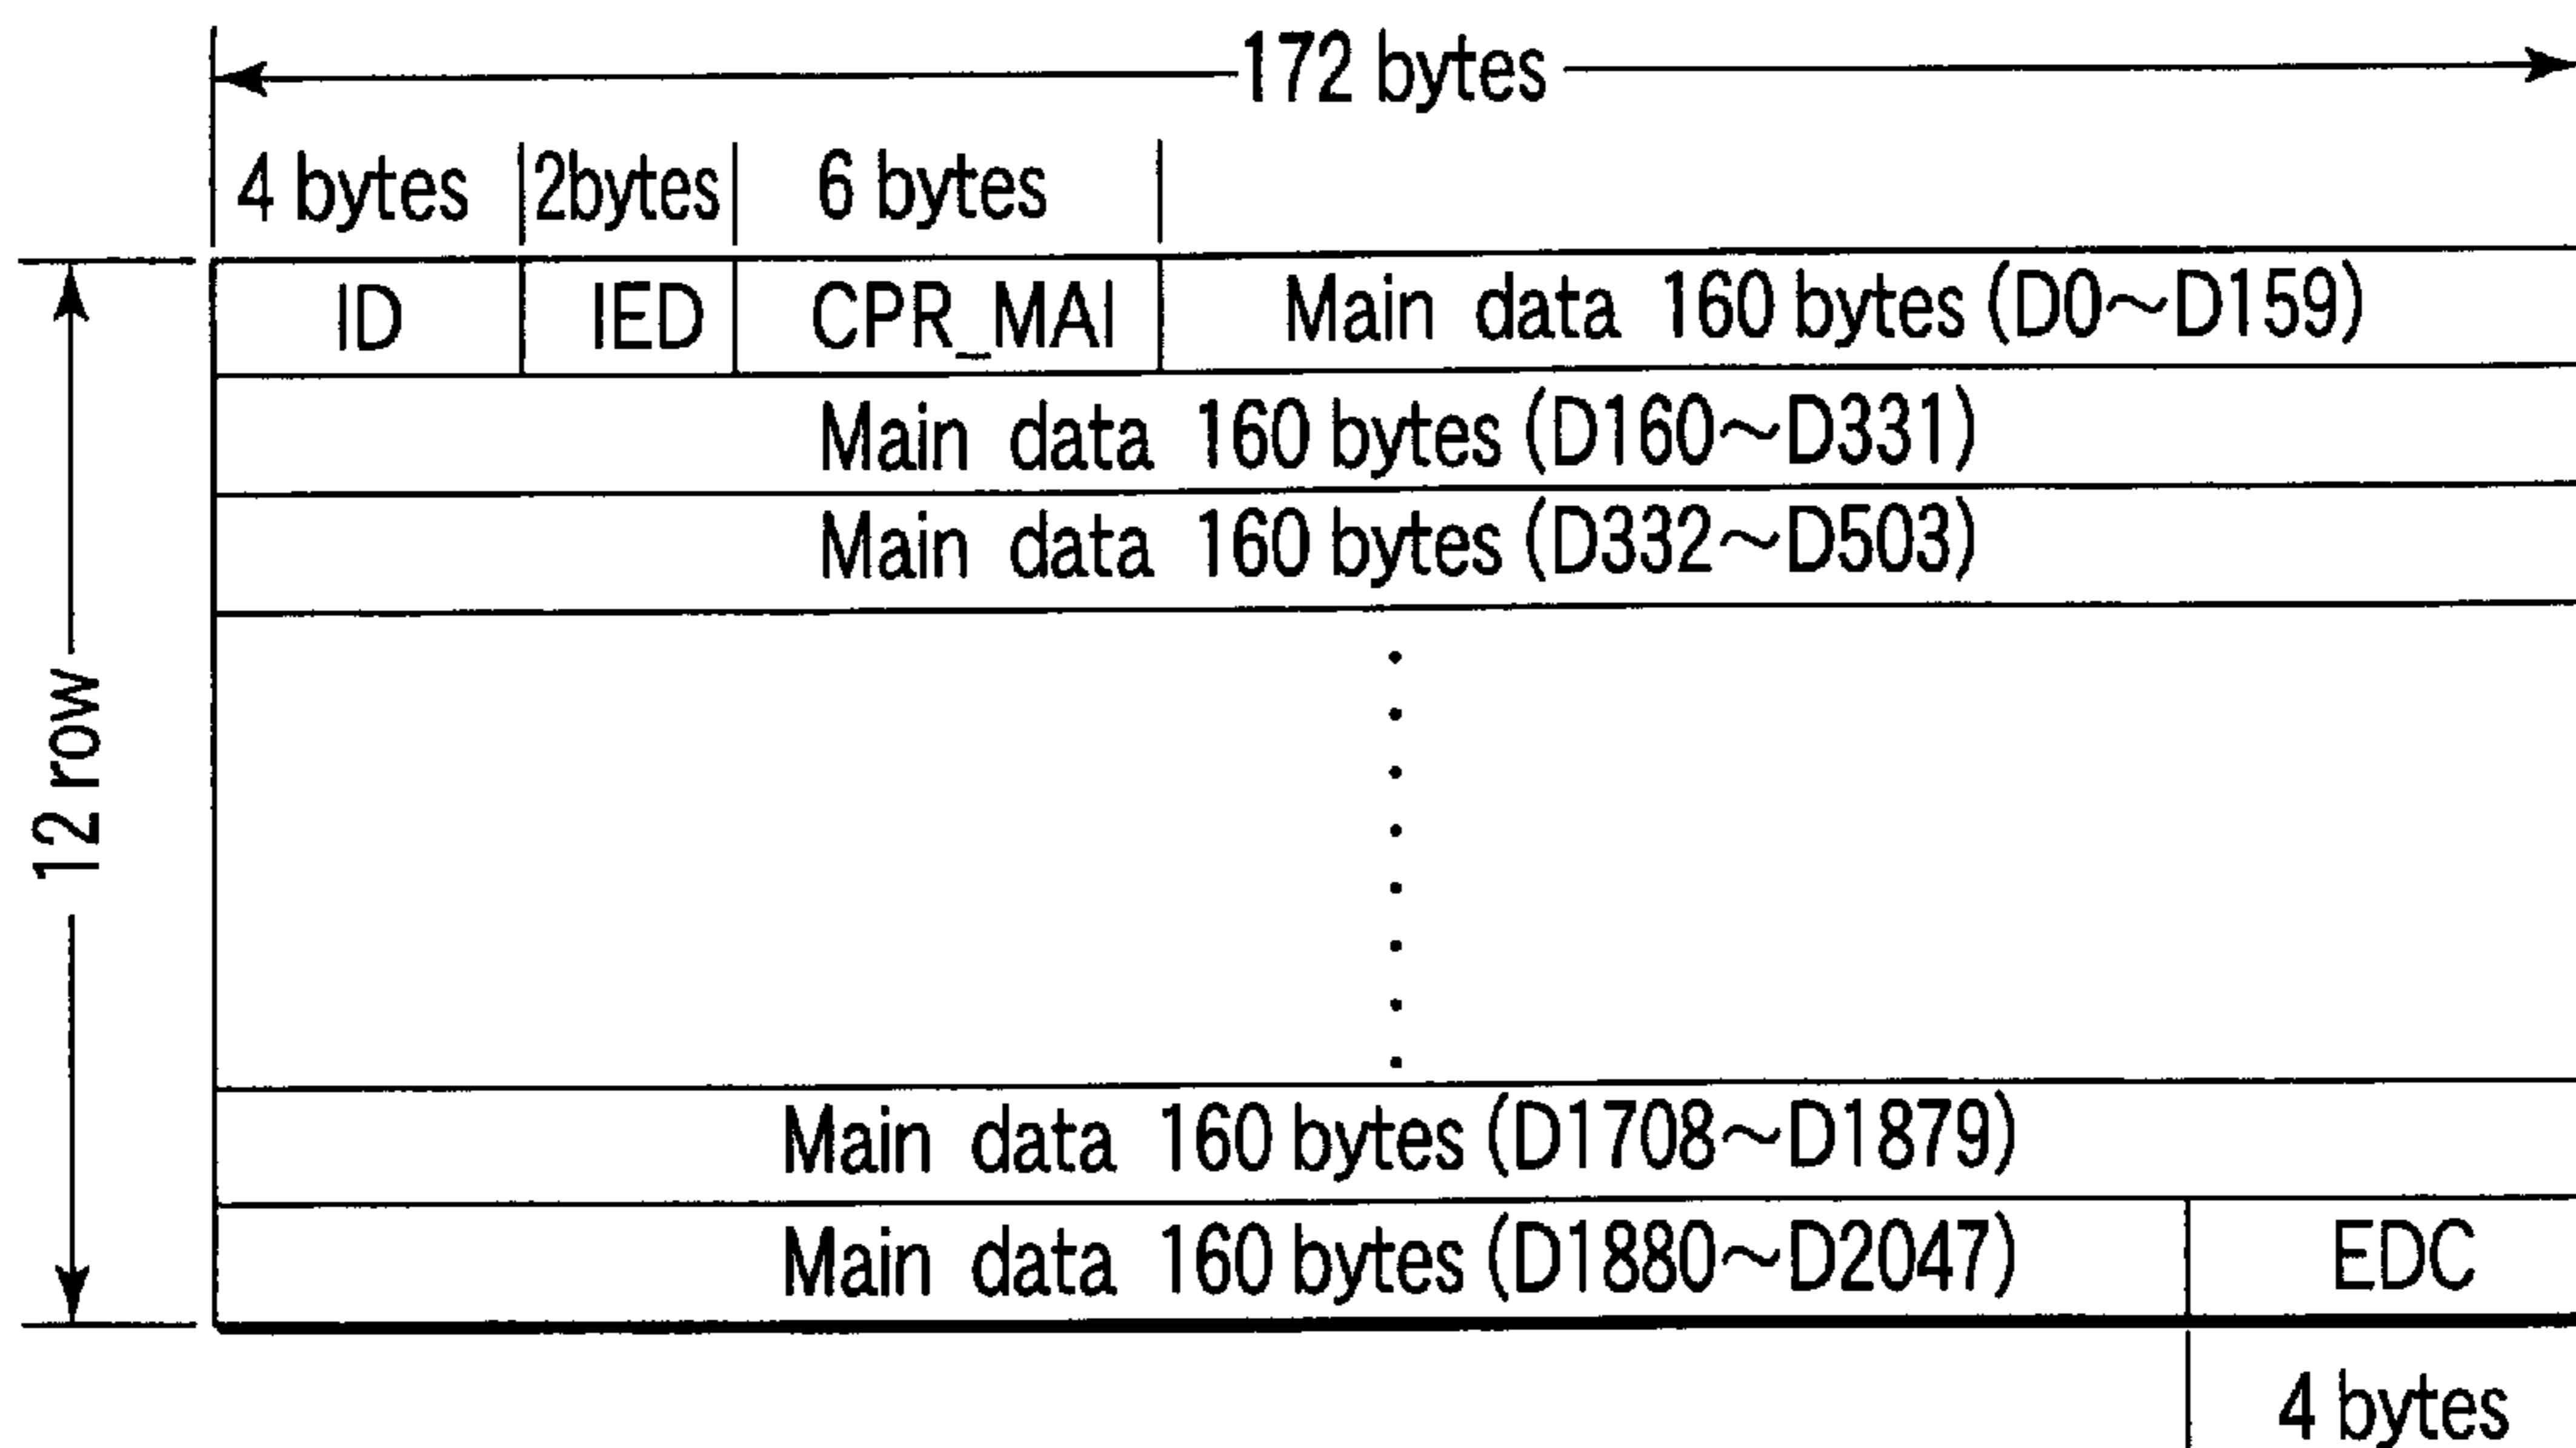 172 bytes
4 bytes 2bytes 6 bytes
ID IED CPR_MAI Main data 160 bytes (D0～D159)
Main data 160 bytes (D160～D331)
Main data 160 bytes (D332～D503)
12 row
Main data 160 bytes (D1708～D1879)
Main data 160 bytes (D1880～D2047) EDC
4 bytes